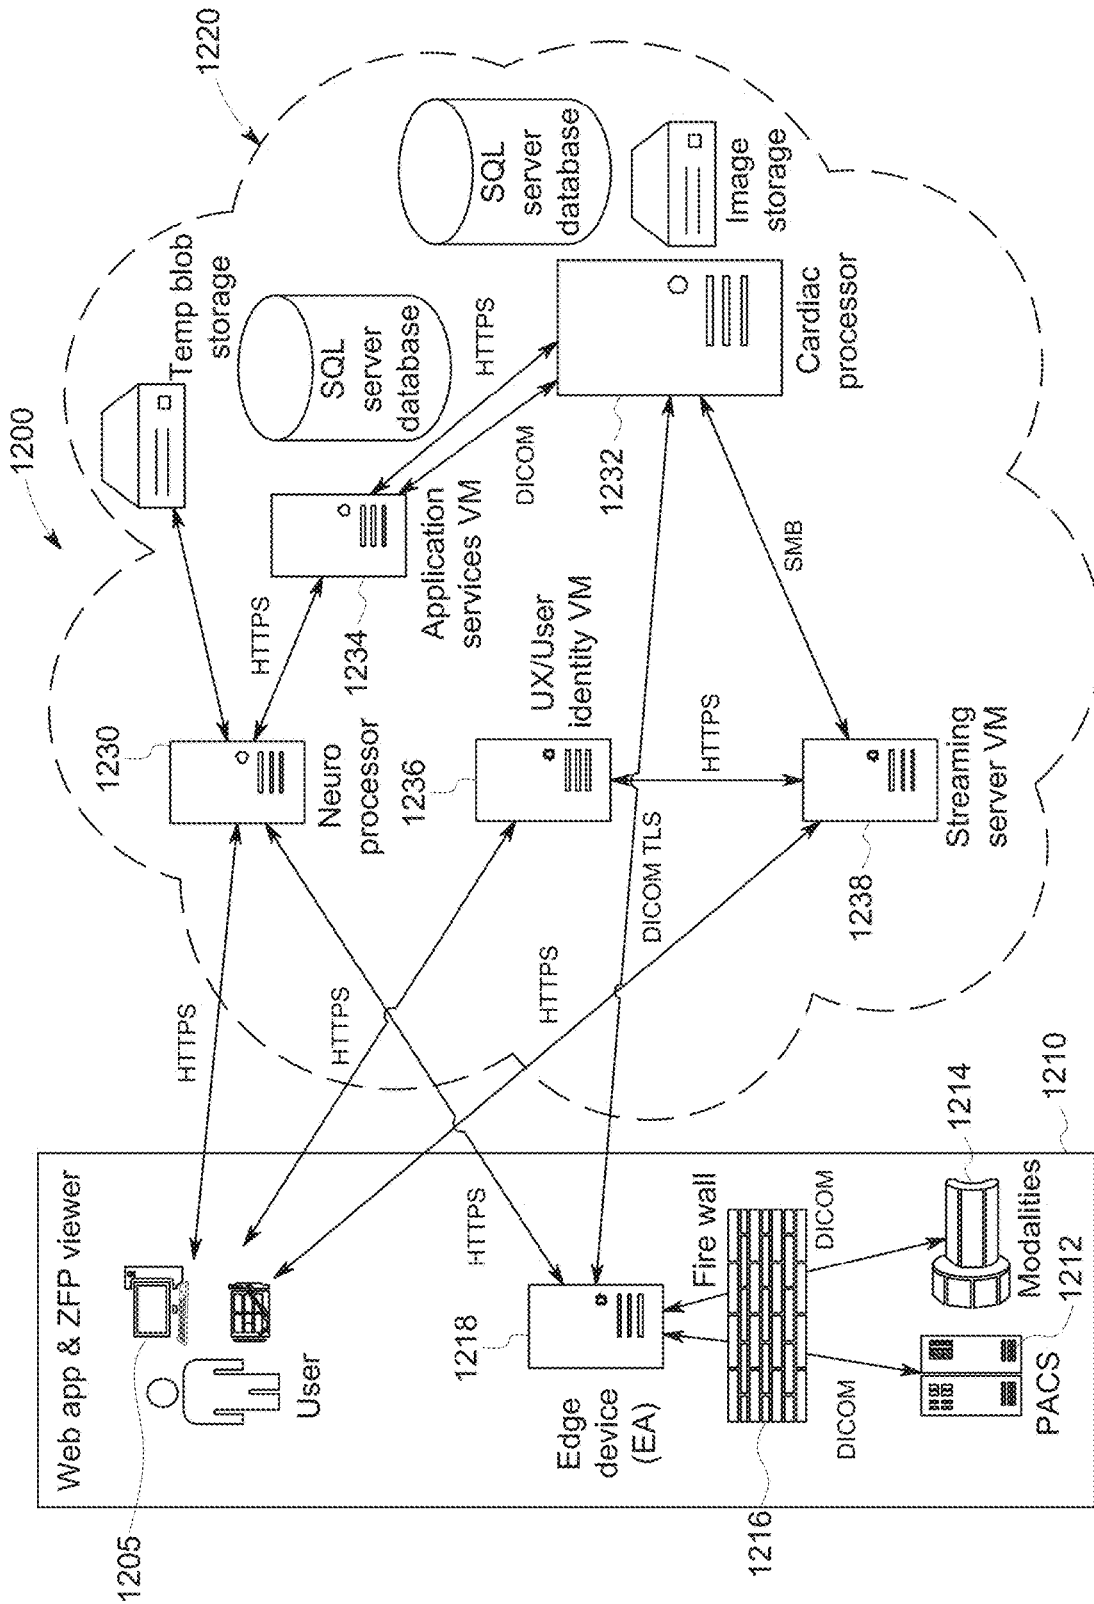 1200
1220
Web app & ZFP viewer
1205
User
HTTPS
HTTPS
HTTPS
HTTPS
1230
Neuro
processor
HTTPS
Temp blob
storage
1234
Application
services VM
SQL
server
database
HTTPS
DICOM
SQL
server
database
Image
storage
1236
UX/User
identity VM
1232
Cardiac
processor
1218
Edge
device
(EA)
DICOM TLS
HTTPS
SMB
1238
Streaming
server VM
Fire wall
1216
DICOM
DICOM
PACS
1212
Modalities
1214
1210